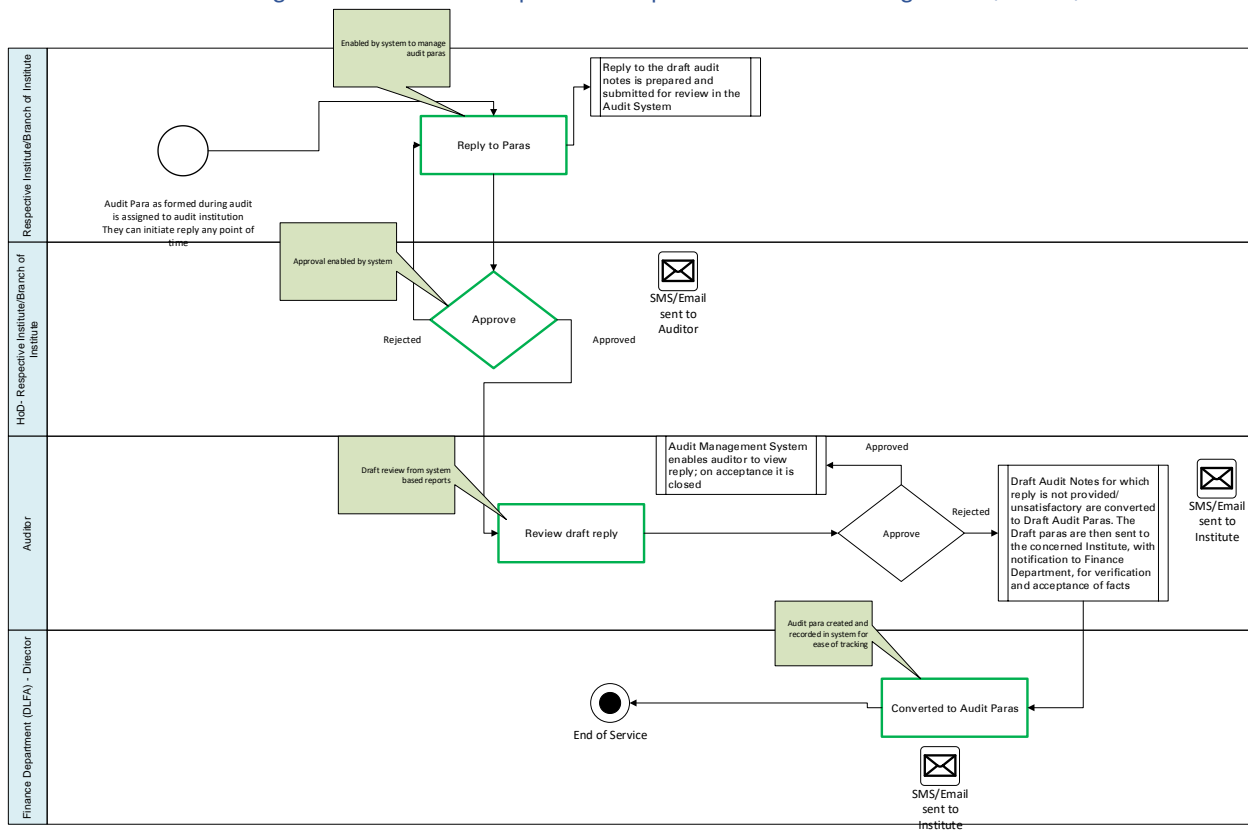 Enabled by system to manage
audit paras
Respective Institute/Branch of Institute
Reply to the draft audit
notes is prepared and
submitted for review in the
Audit System
Reply to Paras
Audit Para as formed during audit
is assigned to audit institution
They can initiate reply any point of
time
HoD- Respective Institute/Branch of
Institute
Approval enabled by system
Approve
Rejected
Approved
SMS/Email
sent to
Auditor
Auditor
Draft review from system
based reports
Review draft reply
Audit Management System
enables auditor to view
reply; on acceptance it is
closed
Approved
Approve
Rejected
Draft Audit Notes for which
reply is not provided/
unsatisfactory are converted
to Draft Audit Paras. The
Draft paras are then sent to
the concerned Institute, with
notification to Finance
Department, for verification
and acceptance of facts
SMS/Email
sent to
Institute
Finance Department (DLFA) - Director
Audit para created and
recorded in system for
ease of tracking
Converted to Audit Paras
End of Service
SMS/Email
sent to
Institute